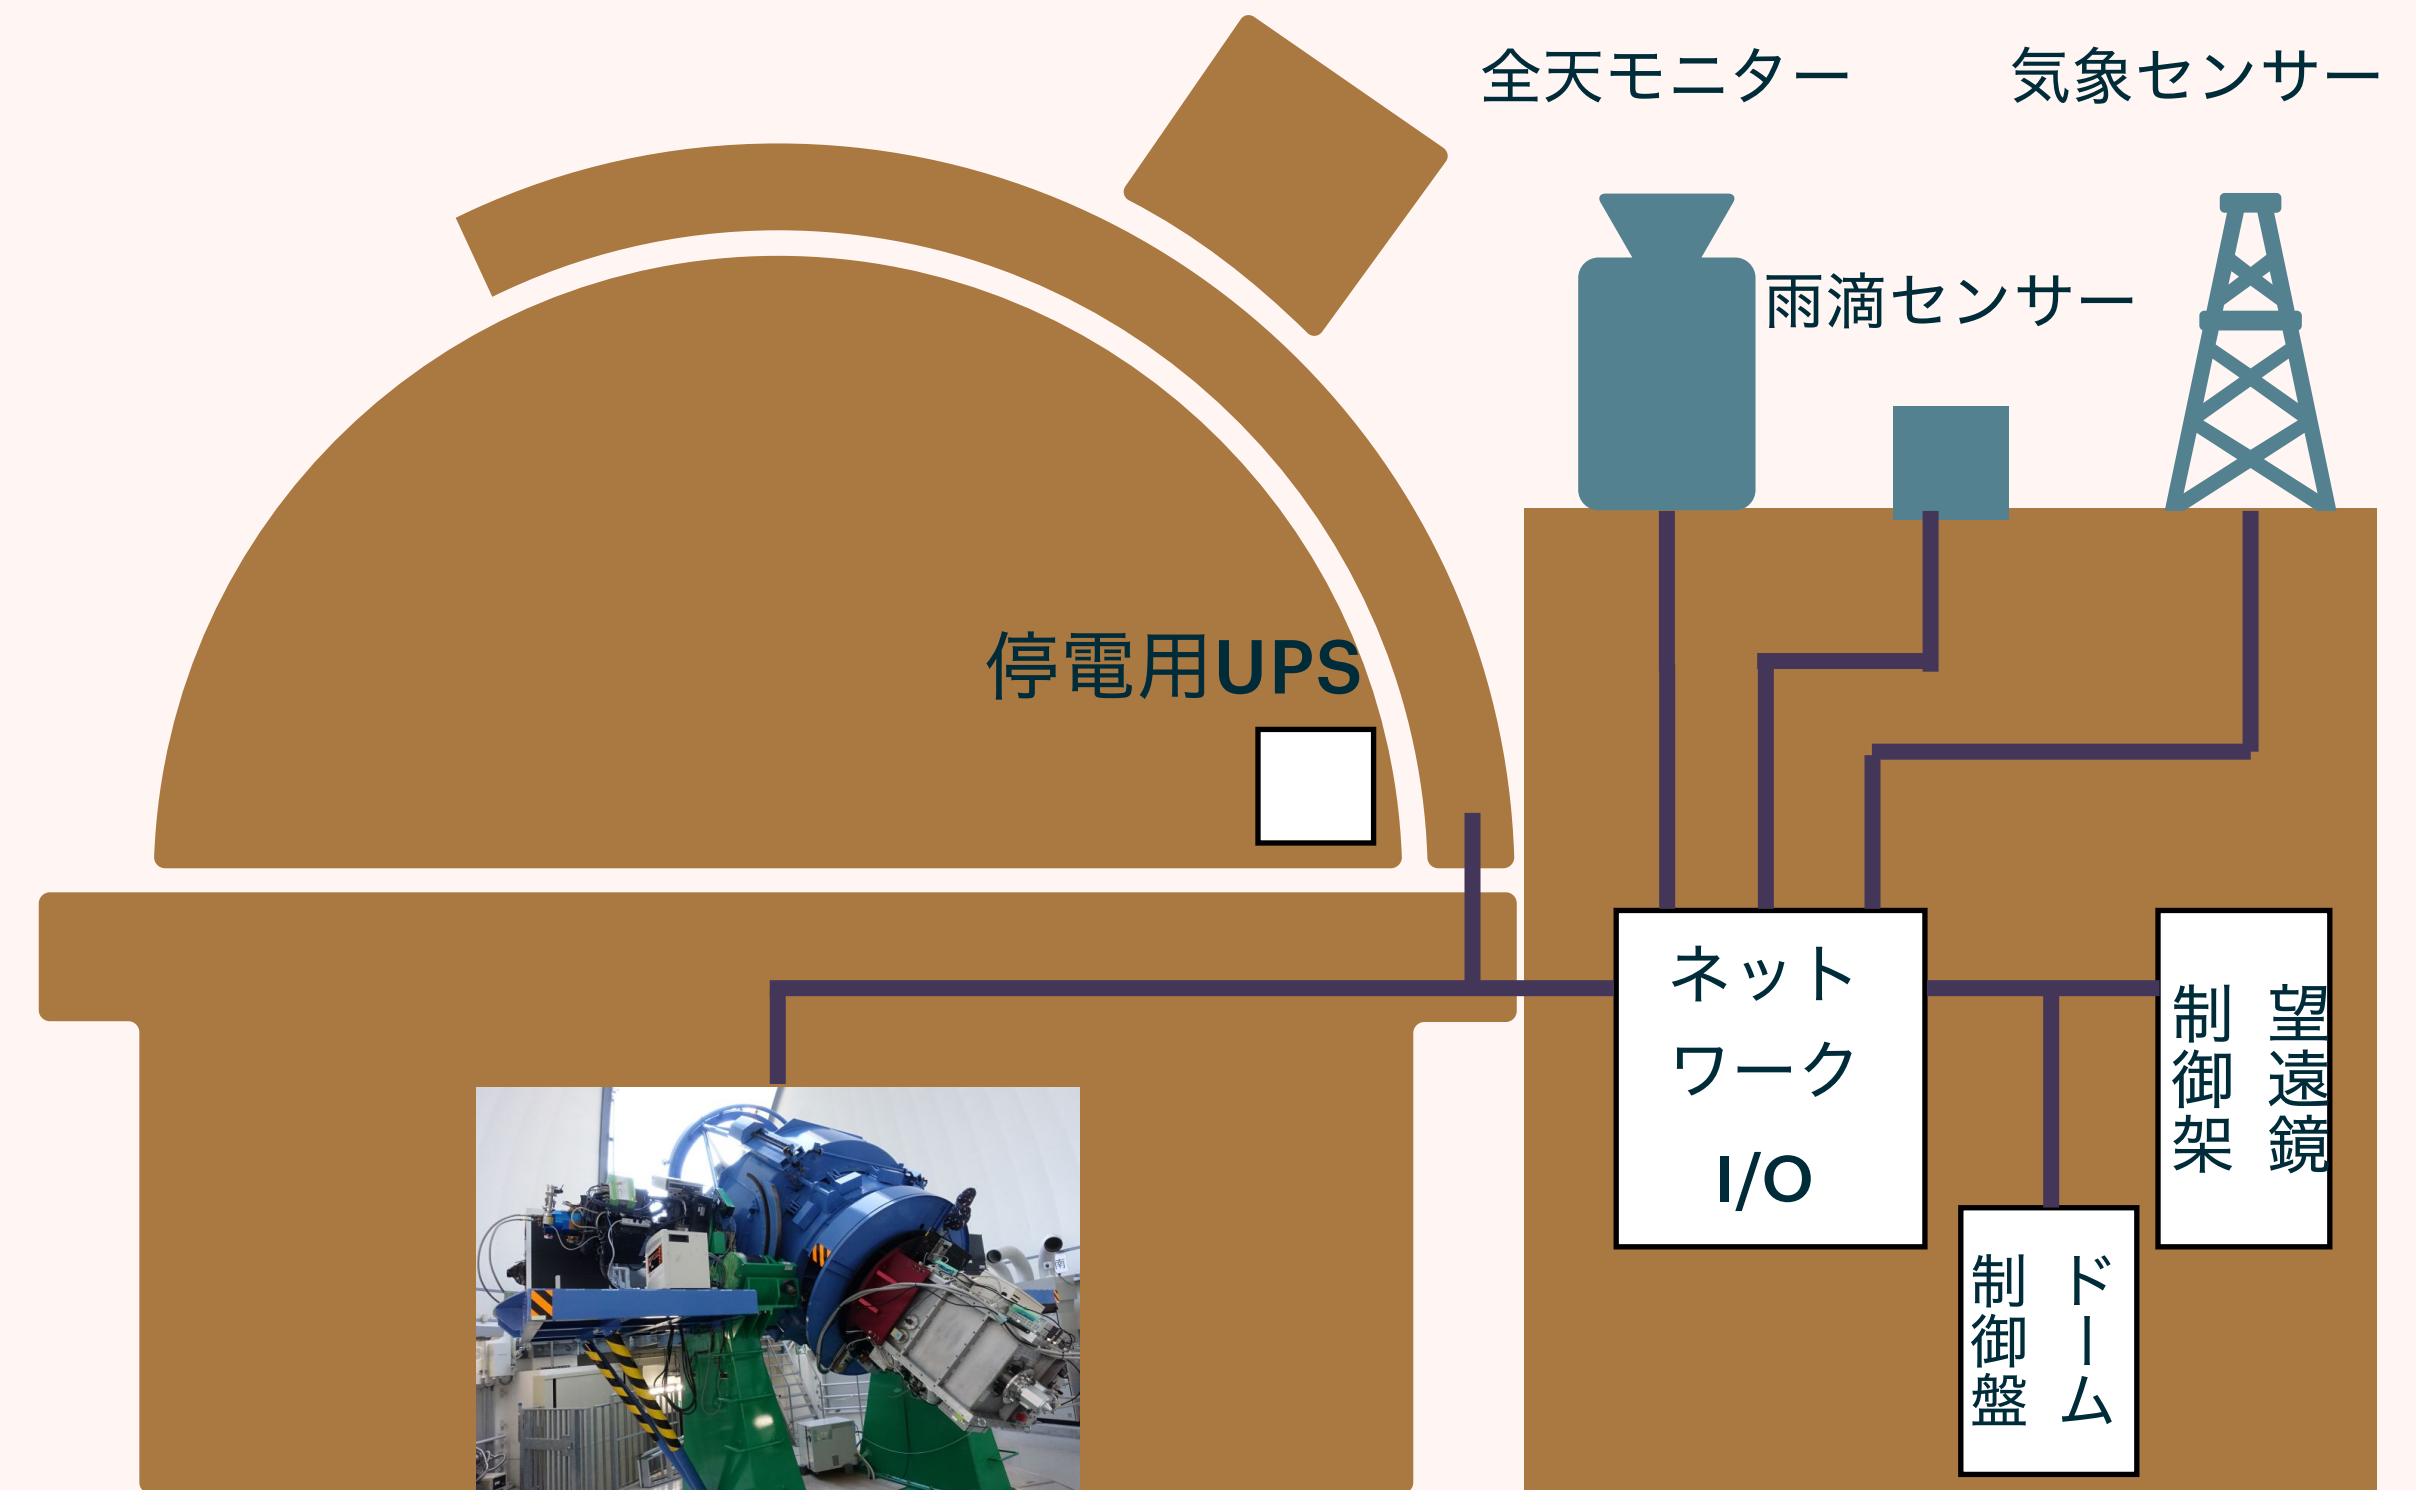 全天モニター
気象センサー
雨滴センサー
停電用UPS
ネット
ワーク
I/O
望遠鏡
制御架
ドーム
制御盤
南